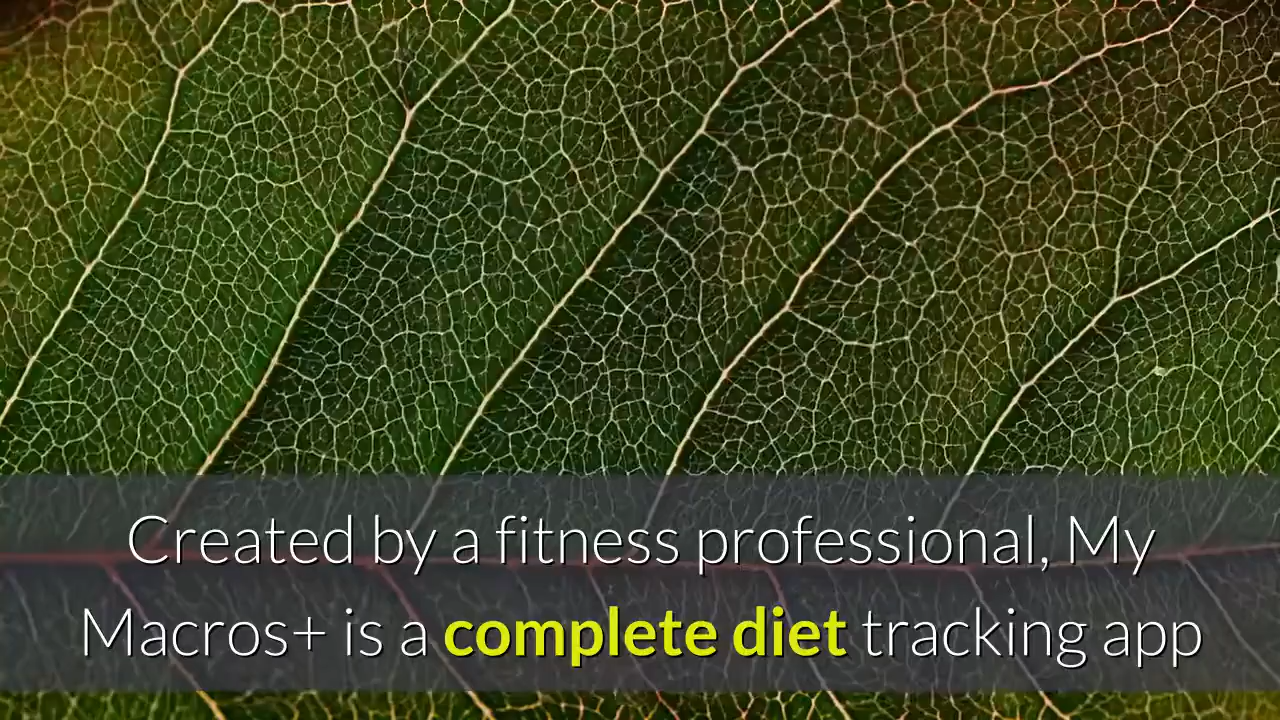 Created by a fitness professional, My
Macros+ is a complete diet tracking app